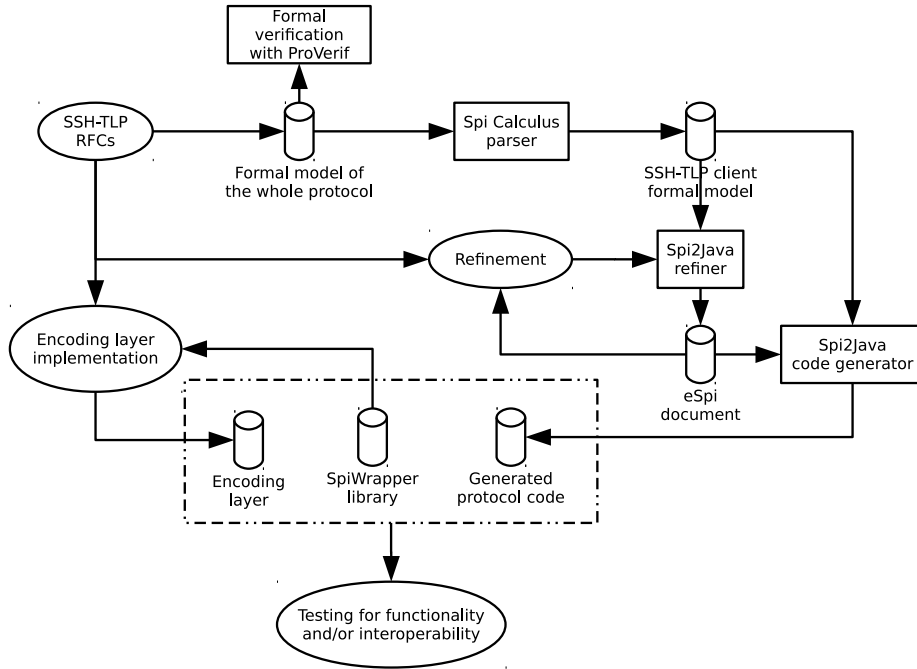 Formal
verification
with ProVerif
SSH-TLP
RFCs
Formal model of
the whole protocol
Spi Calculus
parser
SSH-TLP client
formal model
Refinement
Spi2Java
refiner
Encoding layer
implementation
eSpi
document
Spi2Java
code generator
Encoding
layer
SpiWrapper
library
Generated
protocol code
Testing for functionality
and/or interoperability